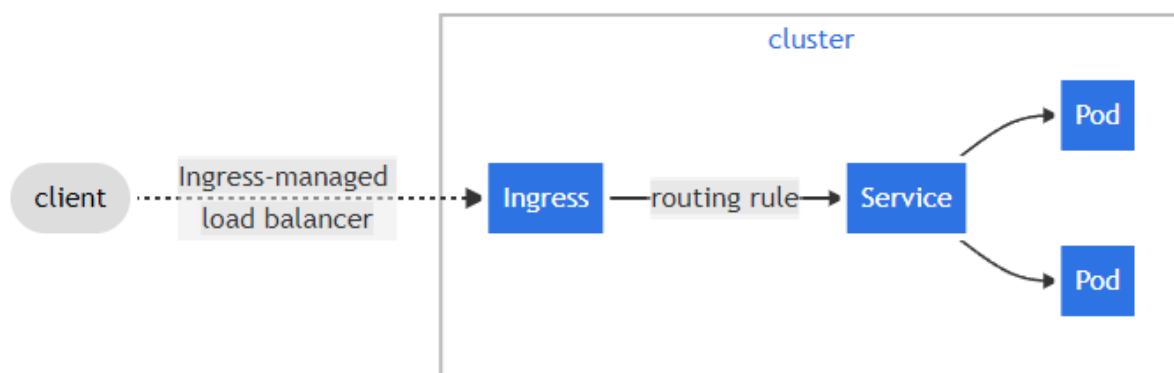 cluster
client
Ingress-managed
load balancer
Ingress
routing rule
Service
Pod
Pod